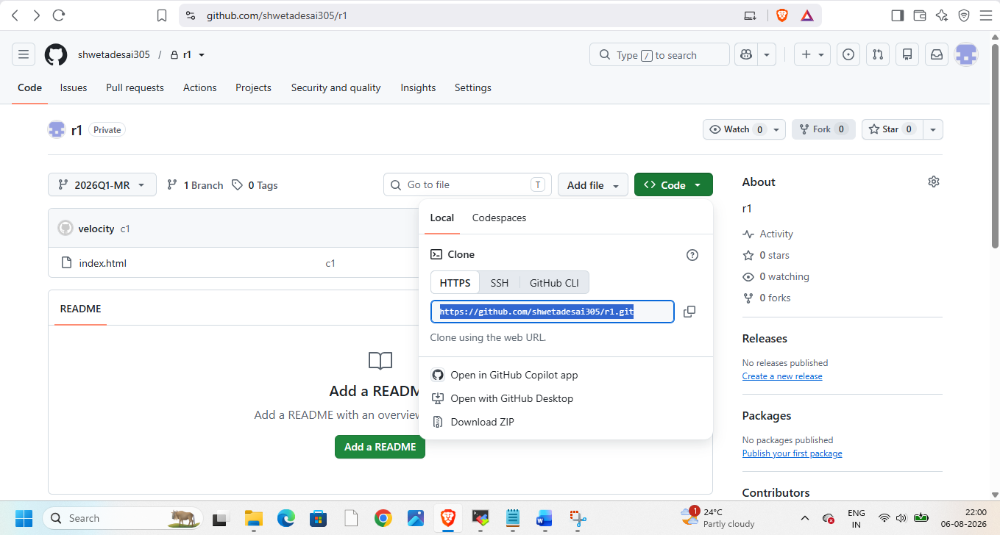 github.com/shwetadesai305/r1
shwetadesai305 / r1
Type / to search
Code Issues Pull requests Actions Projects Security and quality Insights Settings
r1 Private
Watch 0 Fork 0 Star 0
2026Q1-MR 1 Branch 0 Tags
Go to file T Add file Code
velocity c1
index.html c1
README
Add a READM
Add a README with an overview
Add a README
Local Codespaces
Clone
HTTPS SSH GitHub CLI
https://github.com/shwetadesai305/r1.git
Clone using the web URL.
Open in GitHub Copilot app
Open with GitHub Desktop
Download ZIP
About
r1
Activity
0 stars
0 watching
0 forks
Releases
No releases published
Create a new release
Packages
No packages published
Publish your first package
Contributors
Search
1
24°C
Partly cloudy
ENG
IN
22:00
06-08-2026